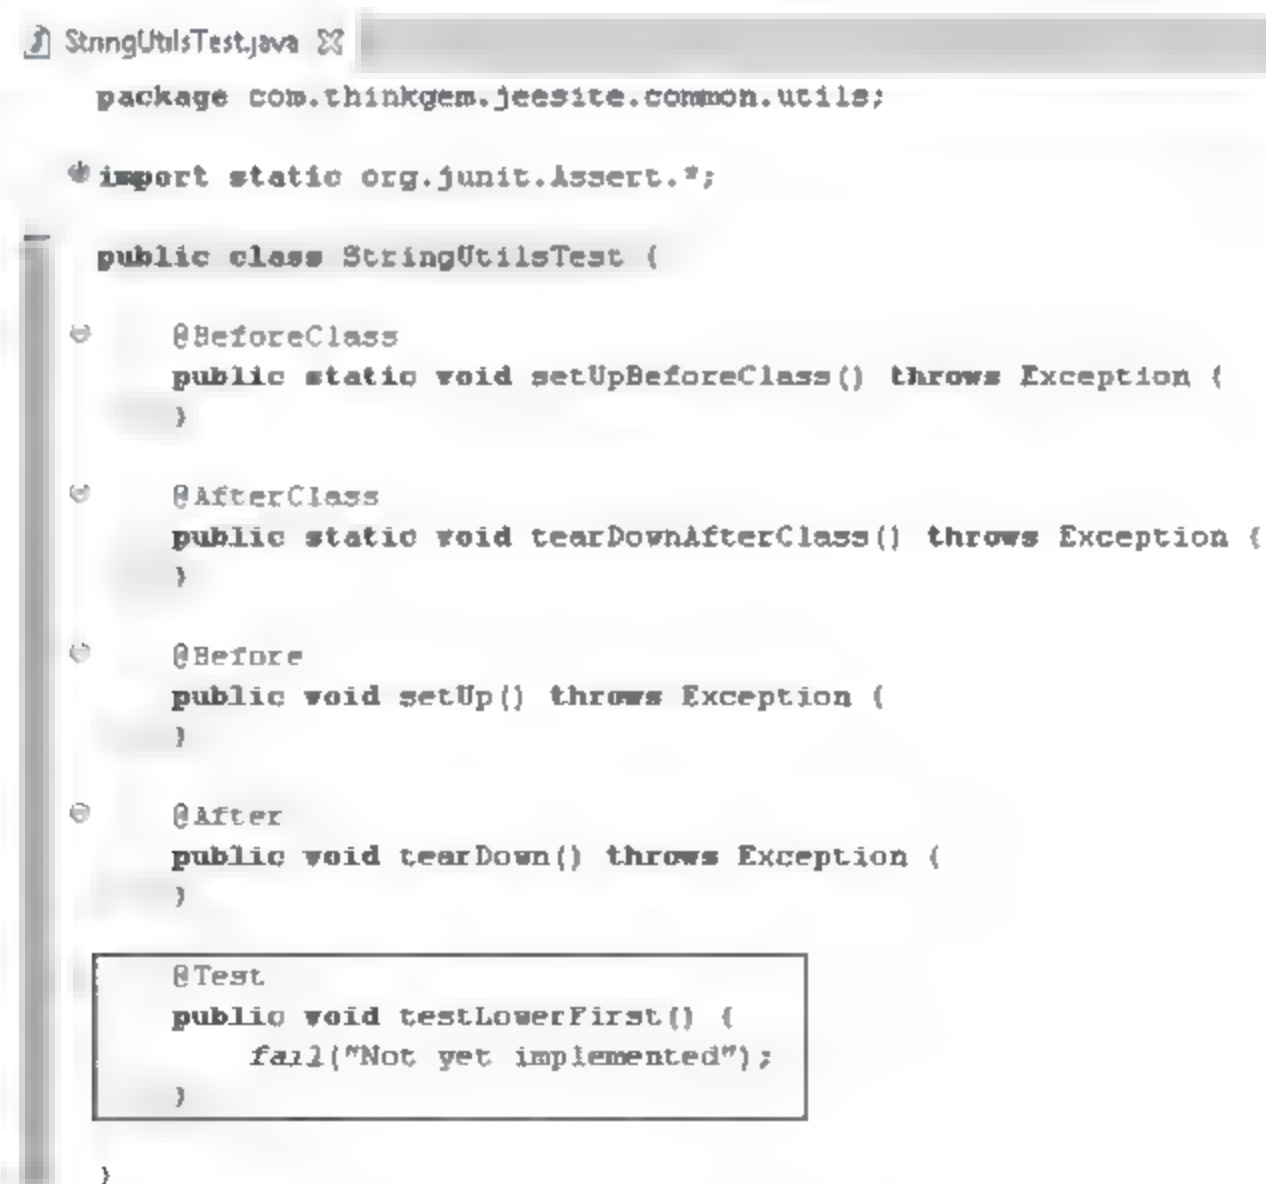 StringUtilsTest.java
package com.thinkgem.jeesite.common.utils;
import static org.junit.Assert.*;
public class StringUtilsTest {
@BeforeClass
public static void setUpBeforeClass() throws Exception {
}
@AfterClass
public static void tearDownAfterClass() throws Exception {
}
@Before
public void setUp() throws Exception {
}
@After
public void tearDown() throws Exception {
}
@Test
public void testLowerFirst() {
fail("Not yet implemented");
}
}